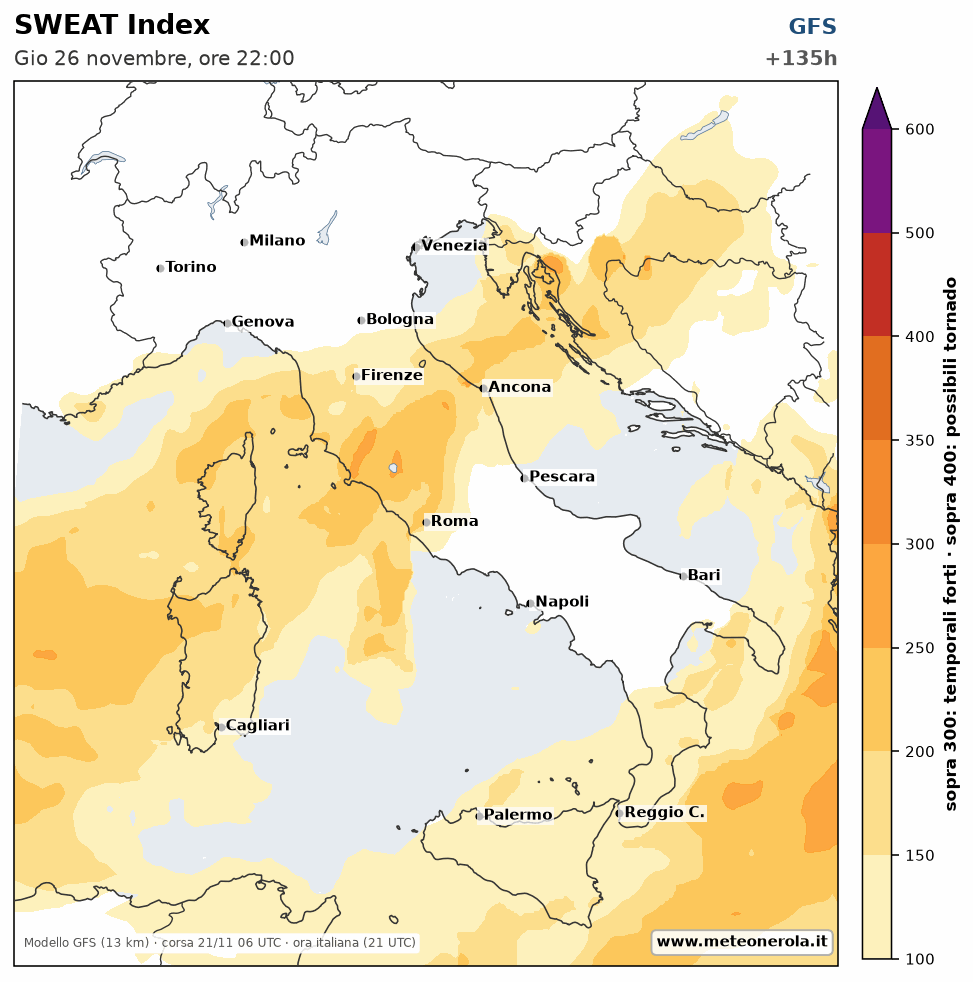 SWEAT Index
GFS
Gio 26 novembre, ore 22:00
+135h
600
500
400
350
300
250
200
150
100
sopra 300: temporali forti · sopra 400: possibili tornado
Milano
Venezia
Torino
Genova
Bologna
Firenze
Ancona
Pescara
Roma
Bari
Napoli
Cagliari
Palermo
Reggio C.
Modello GFS (13 km) · corsa 21/11 06 UTC · ora italiana (21 UTC)
www.meteonerola.it